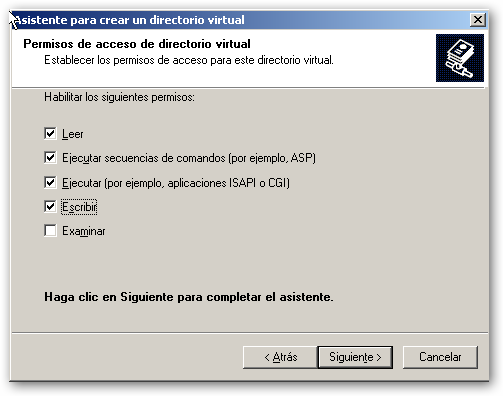 Asistente para crear un directorio virtual
Permisos de acceso de directorio virtual
Establecer los permisos de acceso para este directorio virtual.
Habilitar los siguientes permisos:
Leer
Ejecutar secuencias de comandos (por ejemplo, ASP)
Ejecutar (por ejemplo, aplicaciones ISAPI o CGI)
Escribir
Examinar
Haga clic en Siguiente para completar el asistente.
< Atrás Siguiente > Cancelar